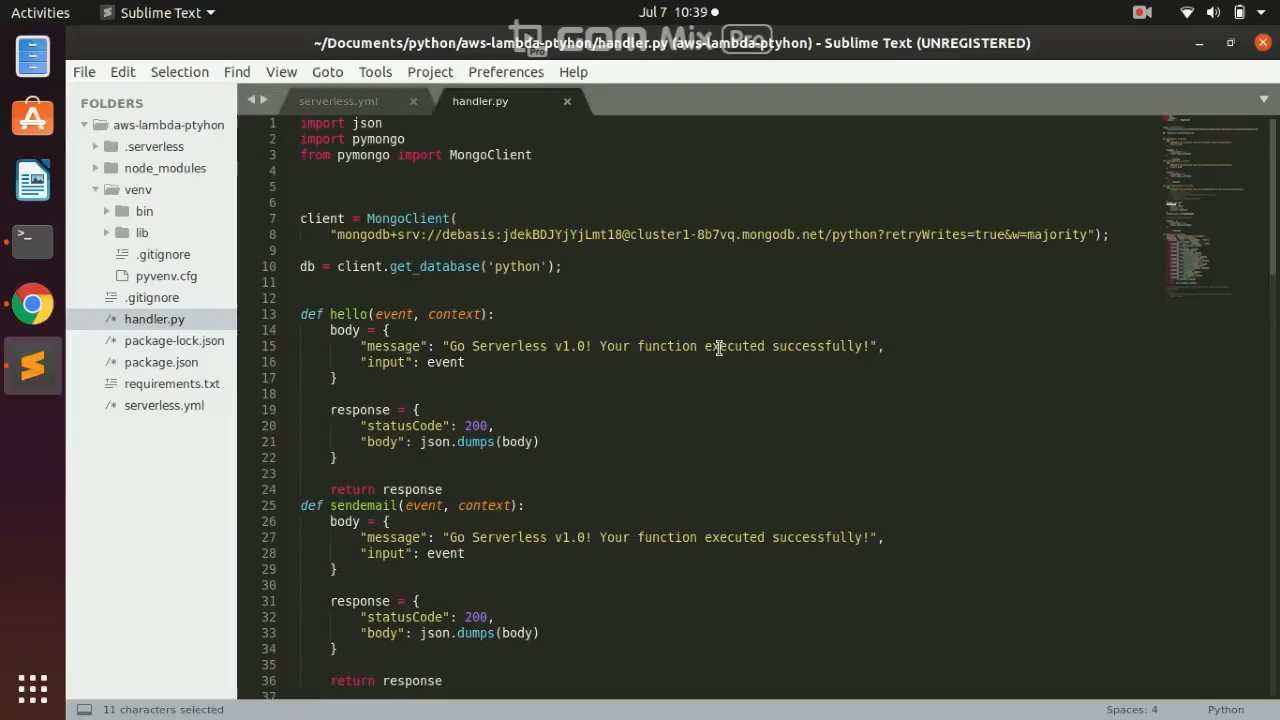 Activities
Sublime Text
Jul 7 10:39
GOM Mix Pro
Pro
~/Documents/python/aws-lambda-ptyhon/handler.py (aws-lambda-ptyhon) - Sublime Text (UNREGISTERED)
File Edit Selection Find View Goto Tools Project Preferences Help
FOLDERS
aws-lambda-ptyhon
.serverless
node_modules
venv
bin
lib
.gitignore
pyvenv.cfg
.gitignore
handler.py
package-lock.json
package.json
requirements.txt
serverless.yml
serverless.yml
handler.py
1 import json
2 import pymongo
3 from pymongo import MongoClient
4
5
6
7 client = MongoClient(
8 "mongodb+srv://debasis:jdekBDJYjYjLmt18@cluster1-8b7vq.mongodb.net/python?retryWrites=true&w=majority");
9
10 db = client.get_database('python');
11
12
13 def hello(event, context):
14 body = {
15 "message": "Go Serverless v1.0! Your function executed successfully!",
16 "input": event
17 }
18
19 response = {
20 "statusCode": 200,
21 "body": json.dumps(body)
22 }
23
24 return response
25 def sendemail(event, context):
26 body = {
27 "message": "Go Serverless v1.0! Your function executed successfully!",
28 "input": event
29 }
30
31 response = {
32 "statusCode": 200,
33 "body": json.dumps(body)
34 }
35
36 return response
37
11 characters selected
Spaces: 4
Python